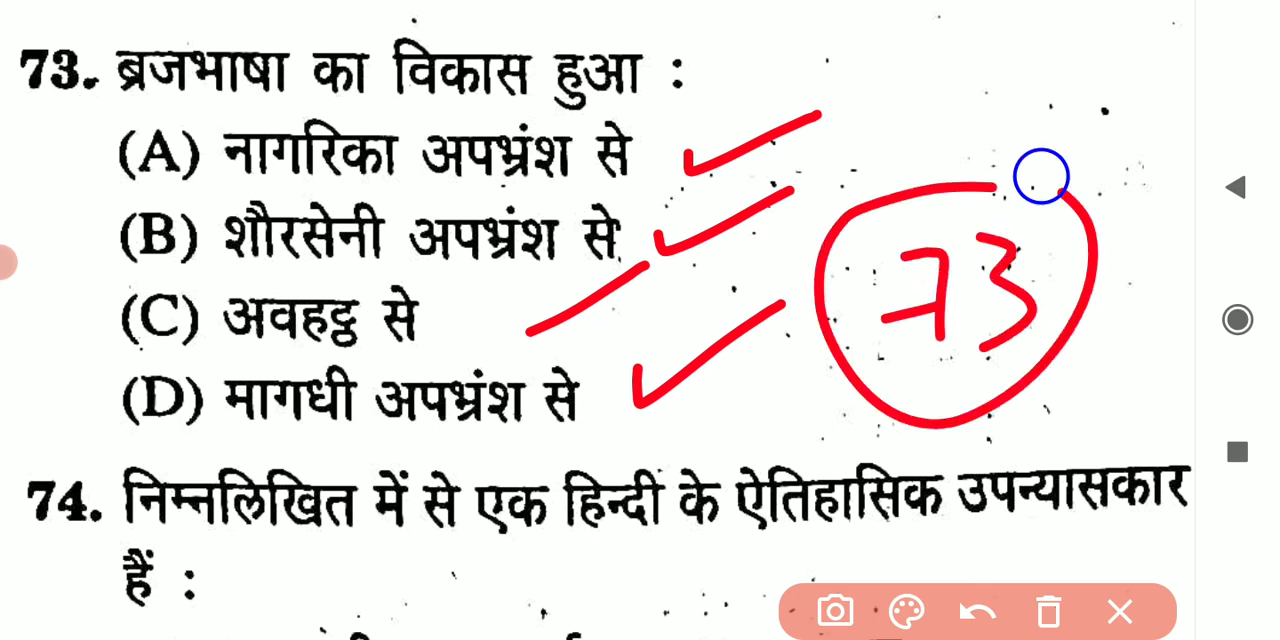 73. ब्रजभाषा का विकास हुआ :
(A) नागरिका अपभ्रंश से
(B) शौरसेनी अपभ्रंश से
(C) अवहट्ठ से
(D) मागधी अपभ्रंश से
73
74. निम्नलिखित में से एक हिन्दी के ऐतिहासिक उपन्यासकार
हैं :